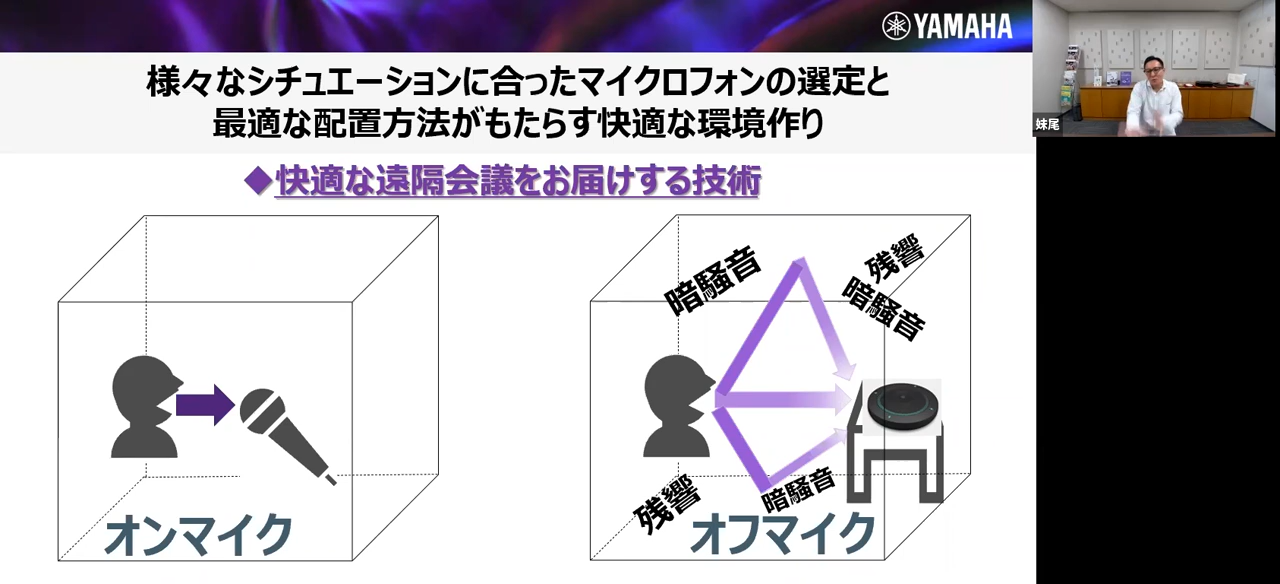 YAMAHA
様々なシチュエーションに合ったマイクロフォンの選定と
最適な配置方法がもたらす快適な環境作り
妹尾
◆快適な遠隔会議をお届けする技術
オンマイク
暗騒音
残響
暗騒音
残響
暗騒音
オフマイク